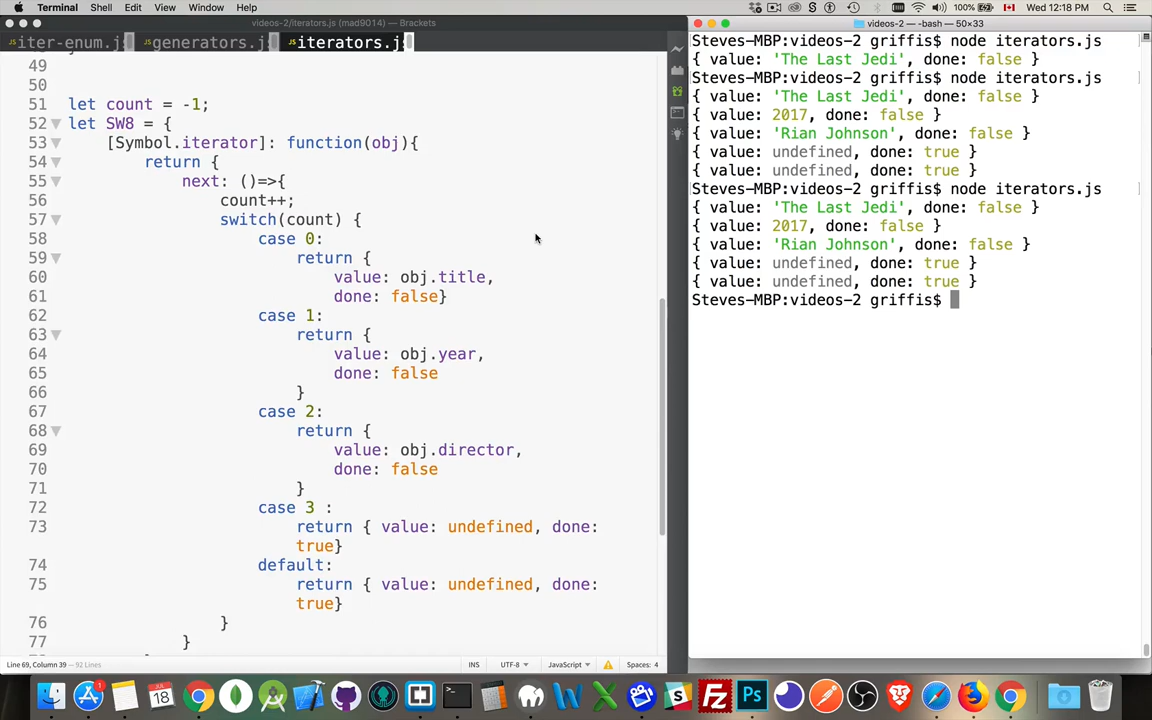 Terminal Shell Edit View Window Help 100% Wed 12:18 PM
videos-2/iterators.js (mad9014) — Brackets
videos-2 — -bash — 50×33
iter-enum.js generators.js iterators.js
49
50
51 let count = -1;
52 let SW8 = {
53 [Symbol.iterator]: function(obj){
54 return {
55 next: ()=>{
56 count++;
57 switch(count) {
58 case 0:
59 return {
60 value: obj.title,
61 done: false}
62 case 1:
63 return {
64 value: obj.year,
65 done: false
66 }
67 case 2:
68 return {
69 value: obj.director,
70 done: false
71 }
72 case 3 :
73 return { value: undefined, done:
true}
74 default:
75 return { value: undefined, done:
true}
76 }
77 }
Line 69, Column 39 — 92 Lines INS UTF-8 JavaScript Spaces: 4
Steves-MBP:videos-2 griffis$ node iterators.js
{ value: 'The Last Jedi', done: false }
Steves-MBP:videos-2 griffis$ node iterators.js
{ value: 'The Last Jedi', done: false }
{ value: 2017, done: false }
{ value: 'Rian Johnson', done: false }
{ value: undefined, done: true }
{ value: undefined, done: true }
Steves-MBP:videos-2 griffis$ node iterators.js
{ value: 'The Last Jedi', done: false }
{ value: 2017, done: false }
{ value: 'Rian Johnson', done: false }
{ value: undefined, done: true }
{ value: undefined, done: true }
Steves-MBP:videos-2 griffis$